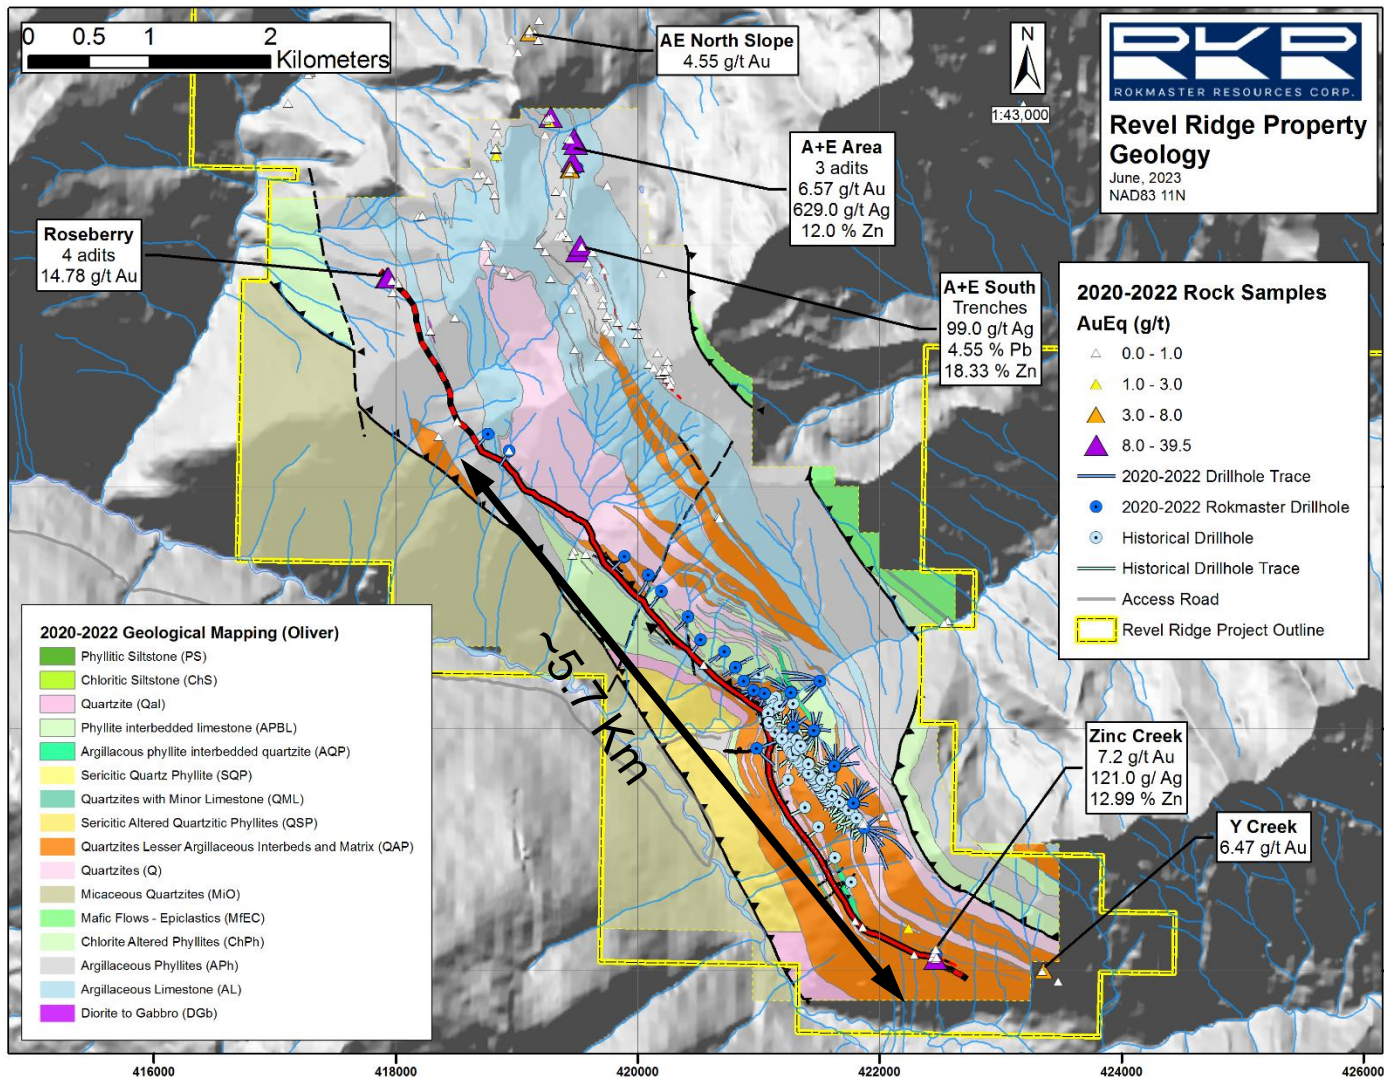 0 0.5 1 2
Kilometers
AE North Slope
4.55 g/t Au
N
1:43,000
RKR
ROKMASTER RESOURCES CORP.
Revel Ridge Property
Geology
June, 2023
NAD83 11N
A+E Area
3 adits
6.57 g/t Au
629.0 g/t Ag
12.0 % Zn
Roseberry
4 adits
14.78 g/t Au
A+E South
Trenches
99.0 g/t Ag
4.55 % Pb
18.33 % Zn
2020-2022 Rock Samples
AuEq (g/t)
0.0 - 1.0
1.0 - 3.0
3.0 - 8.0
8.0 - 39.5
2020-2022 Drillhole Trace
2020-2022 Rokmaster Drillhole
Historical Drillhole
Historical Drillhole Trace
Access Road
Revel Ridge Project Outline
~5.7 Km
2020-2022 Geological Mapping (Oliver)
Phyllitic Siltstone (PS)
Chloritic Siltstone (ChS)
Quartzite (Qal)
Phyllite interbedded limestone (APBL)
Argillacous phyllite interbedded quartzite (AQP)
Sericitic Quartz Phyllite (SQP)
Quartzites with Minor Limestone (QML)
Sericitic Altered Quartzitic Phyllites (QSP)
Quartzites Lesser Argillaceous Interbeds and Matrix (QAP)
Quartzites (Q)
Micaceous Quartzites (MiO)
Mafic Flows - Epiclastics (MfEC)
Chlorite Altered Phyllites (ChPh)
Argillaceous Phyllites (APh)
Argillaceous Limestone (AL)
Diorite to Gabbro (DGb)
Zinc Creek
7.2 g/t Au
121.0 g/ Ag
12.99 % Zn
Y Creek
6.47 g/t Au
416000 418000 420000 422000 424000 426000